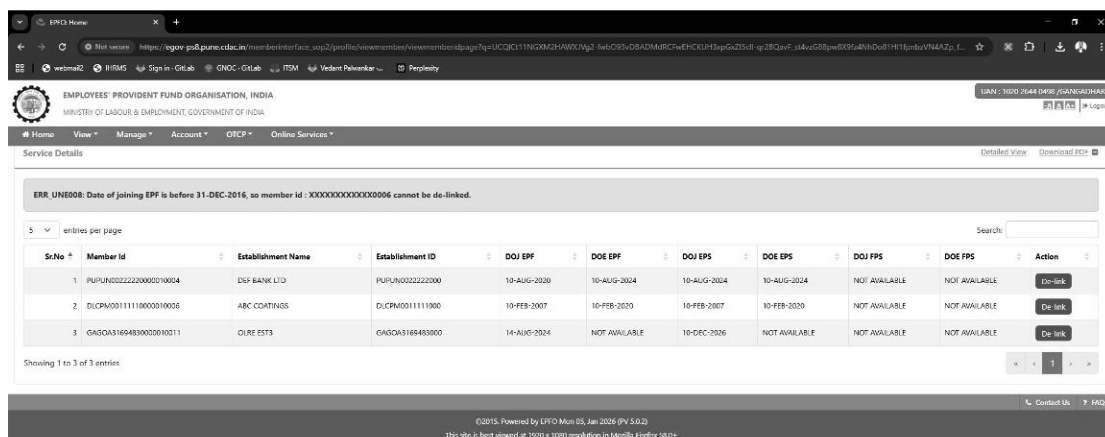 EPFO: Home
Not secure https://egov-ps8.pune.cdac.in/memberinterface_sop2/profile/viewmember/viewmemberidpage?q=
webmail2 IHRMS Sign in · GitLab GNOC · GitLab ITSM Vedant Palwankar -... Perplexity
EMPLOYEES' PROVIDENT FUND ORGANISATION, INDIA
MINISTRY OF LABOUR & EMPLOYMENT, GOVERNMENT OF INDIA
UAN : 1020 2644 0498 /GANGADHAR
Logou
Home View Manage Account OTCP Online Services
Service Details Detailed View Download PDF
ERR_UNE008: Date of joining EPF is before 31-DEC-2016, so member id : XXXXXXXXXXXX0006 cannot be de-linked.
5 entries per page Search:
Sr.No Member Id Establishment Name Establishment ID DOJ EPF DOE EPF DOJ EPS DOE EPS DOJ FPS DOE FPS Action
1 PUPUN00222220000010004 DEF BANK LTD PUPUN0022222000 10-AUG-2020 10-AUG-2024 10-AUG-2024 10-AUG-2024 NOT AVAILABLE NOT AVAILABLE De-link
2 DLCPM00111110000010006 ABC COATINGS DLCPM0011111000 10-FEB-2007 10-FEB-2020 10-FEB-2007 10-FEB-2020 NOT AVAILABLE NOT AVAILABLE De-link
3 GAGOA31694830000010011 OLRE EST3 GAGOA3169483000 14-AUG-2024 NOT AVAILABLE 10-DEC-2026 NOT AVAILABLE NOT AVAILABLE NOT AVAILABLE De-link
Showing 1 to 3 of 3 entries « ‹ 1 › »
Contact Us ? FAQ
©2015. Powered by EPFO Mon 05, Jan 2026 (PV 5.0.2)
This site is best viewed at 1920 x 1080 resolution in Mozilla Firefox 58.0+